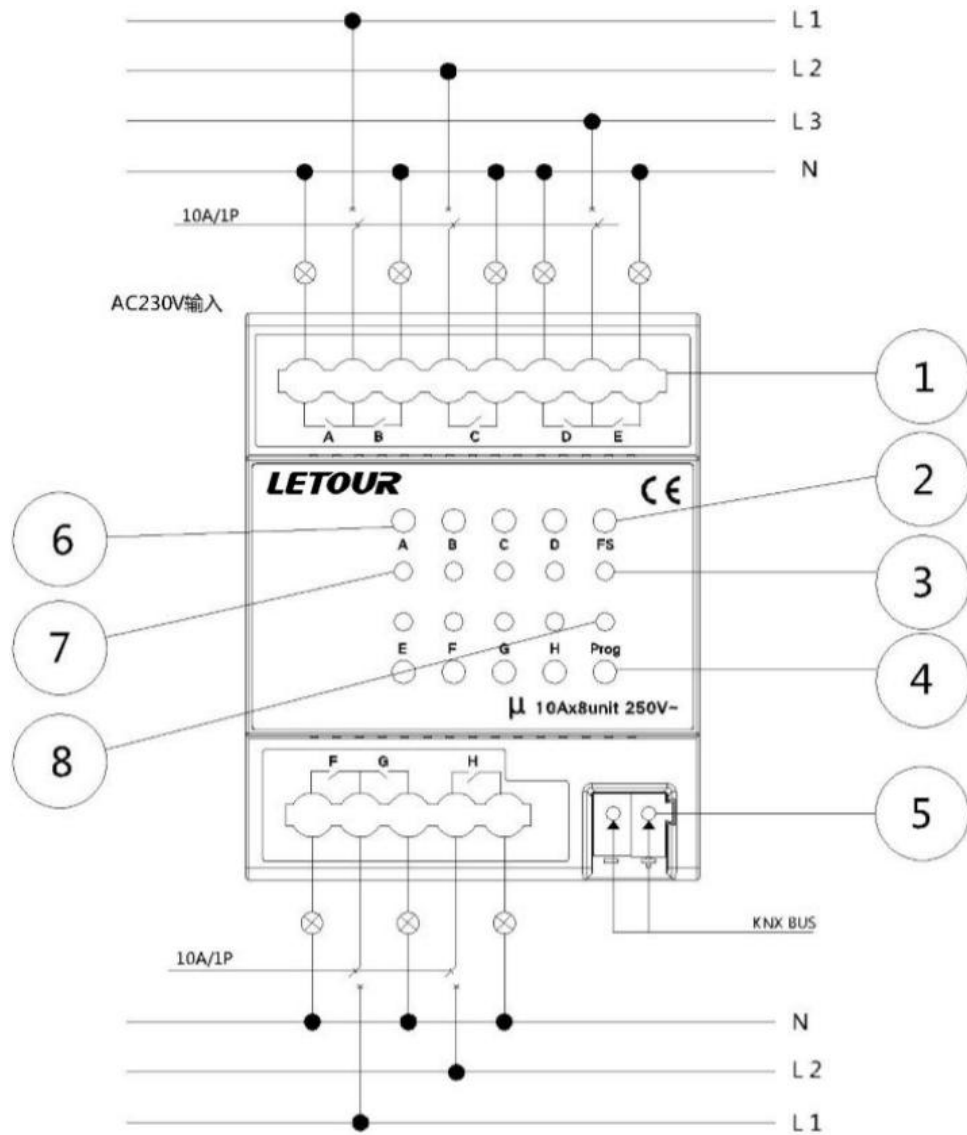 L1
L2
L3
N
10A/1P
AC230V输入
1
A B C D E
LETOUR CE
2
6
A B C D FS
3
7
E F G H Prog
4
μ 10Ax8unit 250V~
8
F G H
5
- +
KNX BUS
10A/1P
N
L2
L1